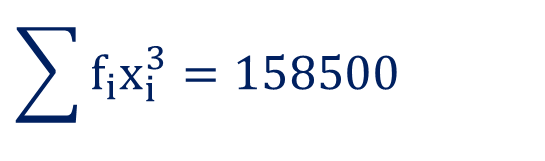 ∑ fᵢxᵢ³ = 158500